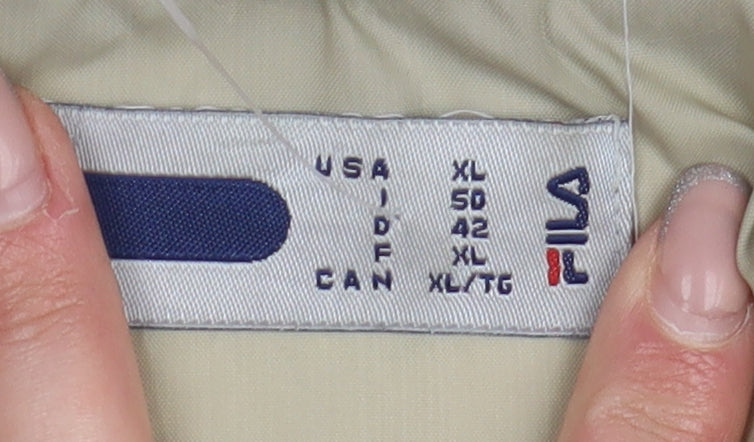 USA XL
I 50
D 42
F XL
CAN XL/TG
FILA